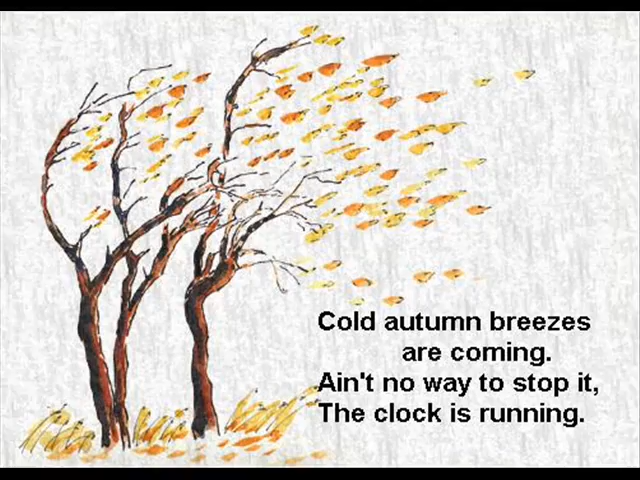 Cold autumn breezes
are coming.
Ain't no way to stop it,
The clock is running.